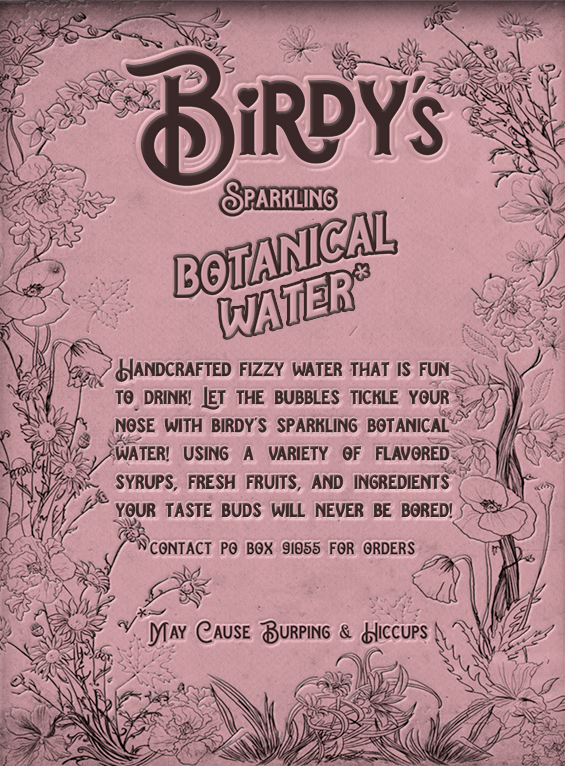 Birdy's
Sparkling
Botanical
Water*
Handcrafted fizzy water that is fun
to drink! Let the bubbles tickle your
nose with Birdy's Sparkling Botanical
Water! Using a variety of flavored
syrups, fresh fruits, and ingredients
your taste buds will never be bored!
*Contact PO Box 91055 for orders
*
May Cause Burping & Hiccups